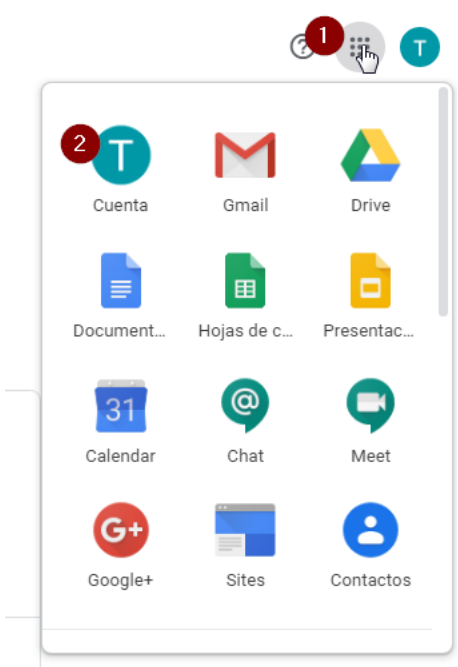 1
T
2
T
Cuenta Gmail Drive
Document... Hojas de c... Presentac...
31 @
Calendar Chat Meet
G+
Google+ Sites Contactos